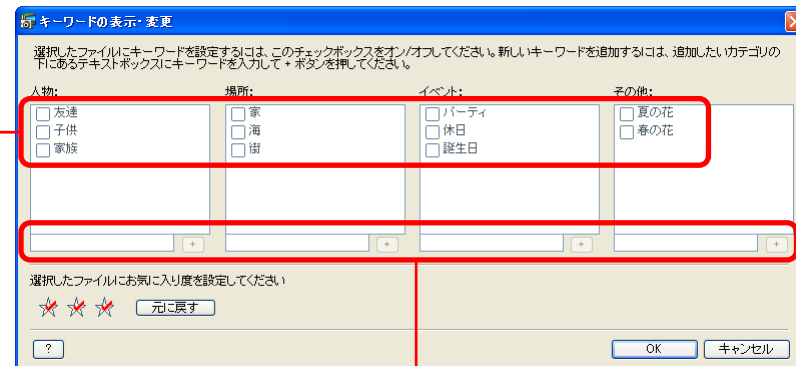 キーワードの表示・変更
選択したファイルにキーワードを設定するには、このチェックボックスをオン/オフしてください。新しいキーワードを追加するには、追加したいカテゴリの
下にあるテキストボックスにキーワードを入力して + ボタンを押してください。
人物: 場所: イベント: その他:
友達 家 パーティ 夏の花
子供 海 休日 春の花
家族 街 誕生日
+ + + +
選択したファイルにお気に入り度を設定してください
元に戻す
? OK キャンセル